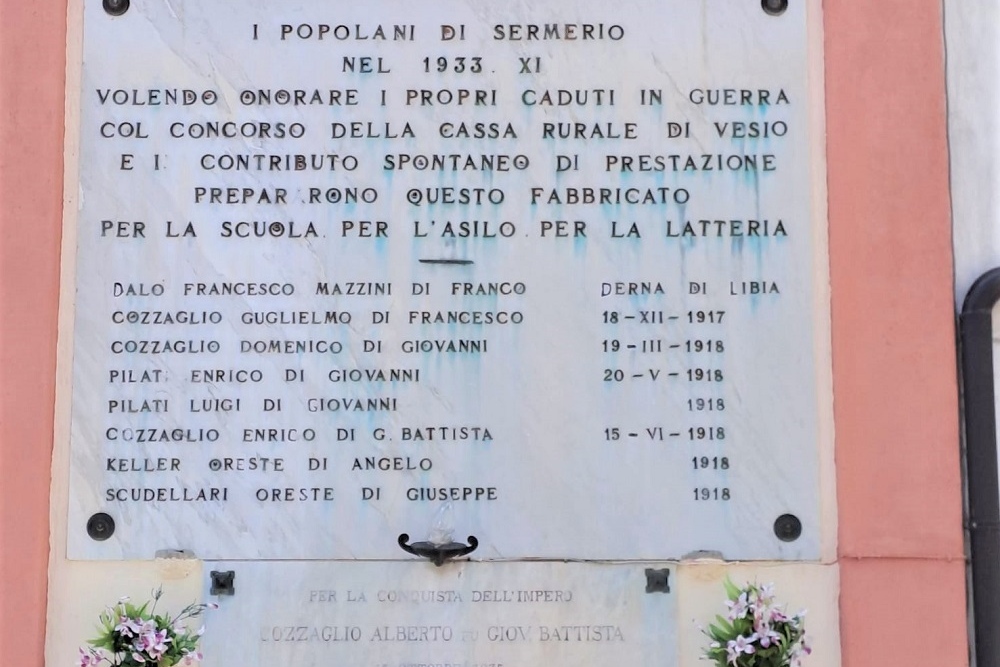 I POPOLANI DI SERMERIO
NEL 1933. XI
VOLENDO ONORARE I PROPRI CADUTI IN GUERRA
COL CONCORSO DELLA CASSA RURALE DI VESIO
E I CONTRIBUTO SPONTANEO DI PRESTAZIONE
PREPAR RONO QUESTO FABBRICATO
PER LA SCUOLA. PER L'ASILO. PER LA LATTERIA
DALO' FRANCESCO MAZZINI DI FRANCO DERNA DI LIBIA
COZZAGLIO GUGLIELMO DI FRANCESCO 18-XII-1917
COZZAGLIO DOMENICO DI GIOVANNI 19-III-1918
PILAT ENRICO DI GIOVANNI 20-V-1918
PILATI LUIGI DI GIOVANNI 1918
COZZAGLIO ENRICO DI G. BATTISTA 15-VI-1918
KELLER ORESTE DI ANGELO 1918
SCUDELLARI ORESTE DI GIUSEPPE 1918
PER LA CONQUISTA DELL'IMPERO
COZZAGLIO ALBERTO FU GIOV. BATTISTA